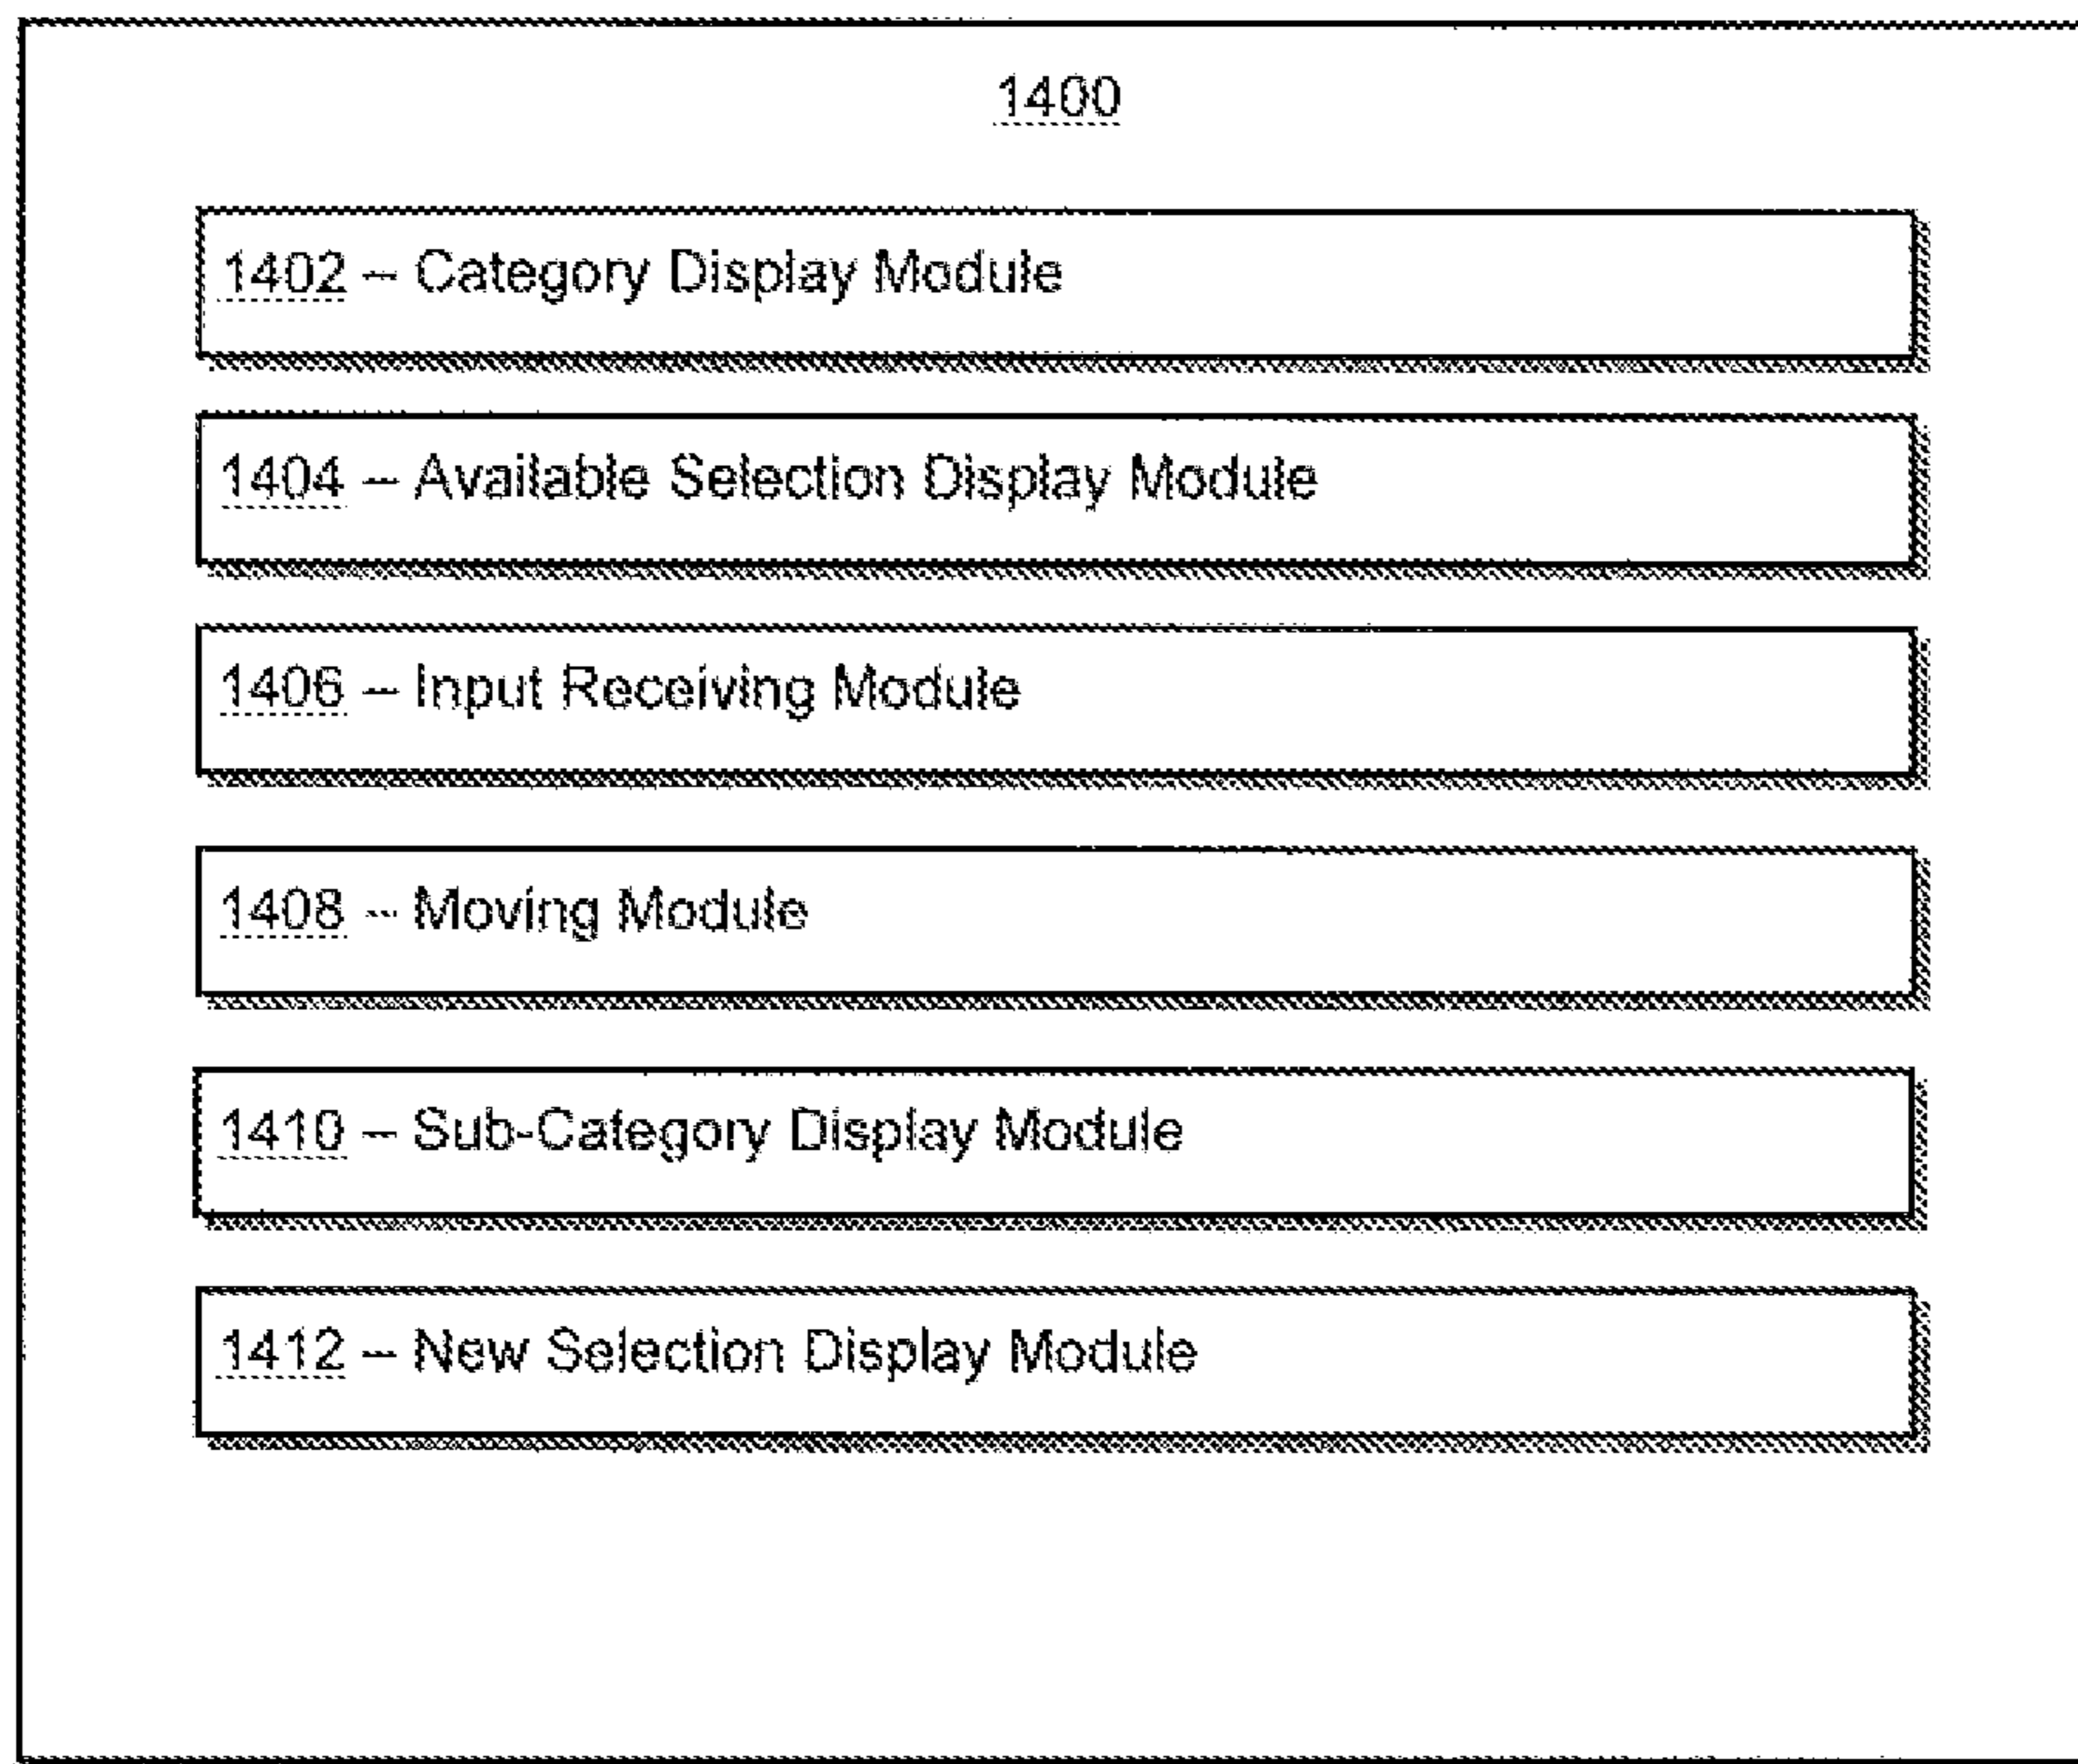 1400
1402 – Category Display Module
1404 – Available Selection Display Module
1406 – Input Receiving Module
1408 – Moving Module
1410 – Sub-Category Display Module
1412 – New Selection Display Module